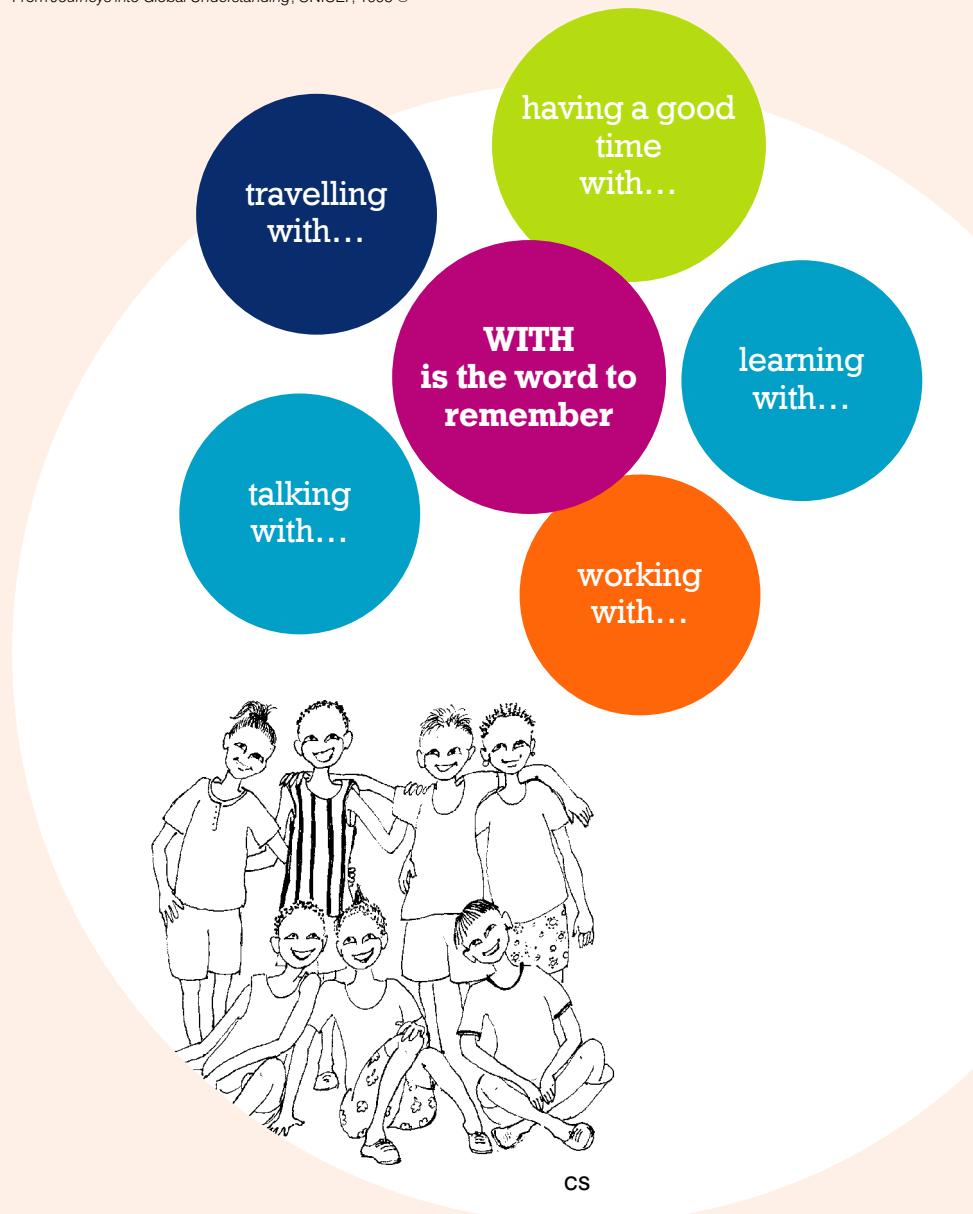 having a good
time
with…
travelling
with…
WITH
is the word to
remember
learning
with…
talking
with…
working
with…
CS